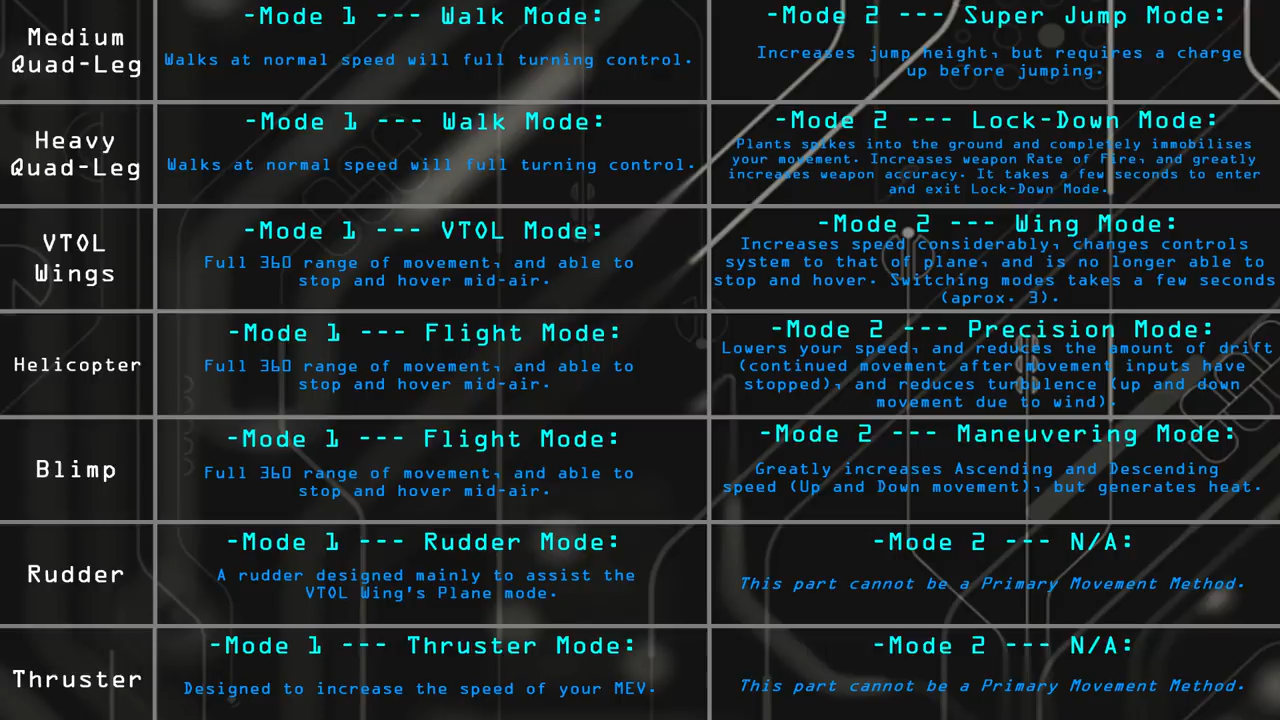 Medium
Quad-Leg
-Mode 1 --- Walk Mode:
Walks at normal speed will full turning control.
-Mode 2 --- Super Jump Mode:
Increases jump height, but requires a charge
up before jumping.
Heavy
Quad-Leg
-Mode 1 --- Walk Mode:
Walks at normal speed will full turning control.
-Mode 2 --- Lock-Down Mode:
Plants spikes into the ground and completely immobilises
your movement. Increases weapon Rate of Fire, and greatly
increases weapon accuracy. It takes a few seconds to enter
and exit Lock-Down Mode.
VTOL
Wings
-Mode 1 --- VTOL Mode:
Full 360 range of movement, and able to
stop and hover mid-air.
-Mode 2 --- Wing Mode:
Increases speed considerably, changes controls
system to that of plane, and is no longer able to
stop and hover. Switching modes takes a few seconds
(aprox. 3).
Helicopter
-Mode 1 --- Flight Mode:
Full 360 range of movement, and able to
stop and hover mid-air.
-Mode 2 --- Precision Mode:
Lowers your speed, and reduces the amount of drift
(continued movement after movement inputs have
stopped), and reduces turbulence (up and down
movement due to wind).
Blimp
-Mode 1 --- Flight Mode:
Full 360 range of movement, and able to
stop and hover mid-air.
-Mode 2 --- Maneuvering Mode:
Greatly increases Ascending and Descending
speed (Up and Down movement), but generates heat.
Rudder
-Mode 1 --- Rudder Mode:
A rudder designed mainly to assist the
VTOL Wing's Plane mode.
-Mode 2 --- N/A:
This part cannot be a Primary Movement Method.
Thruster
-Mode 1 --- Thruster Mode:
Designed to increase the speed of your MEV.
-Mode 2 --- N/A:
This part cannot be a Primary Movement Method.